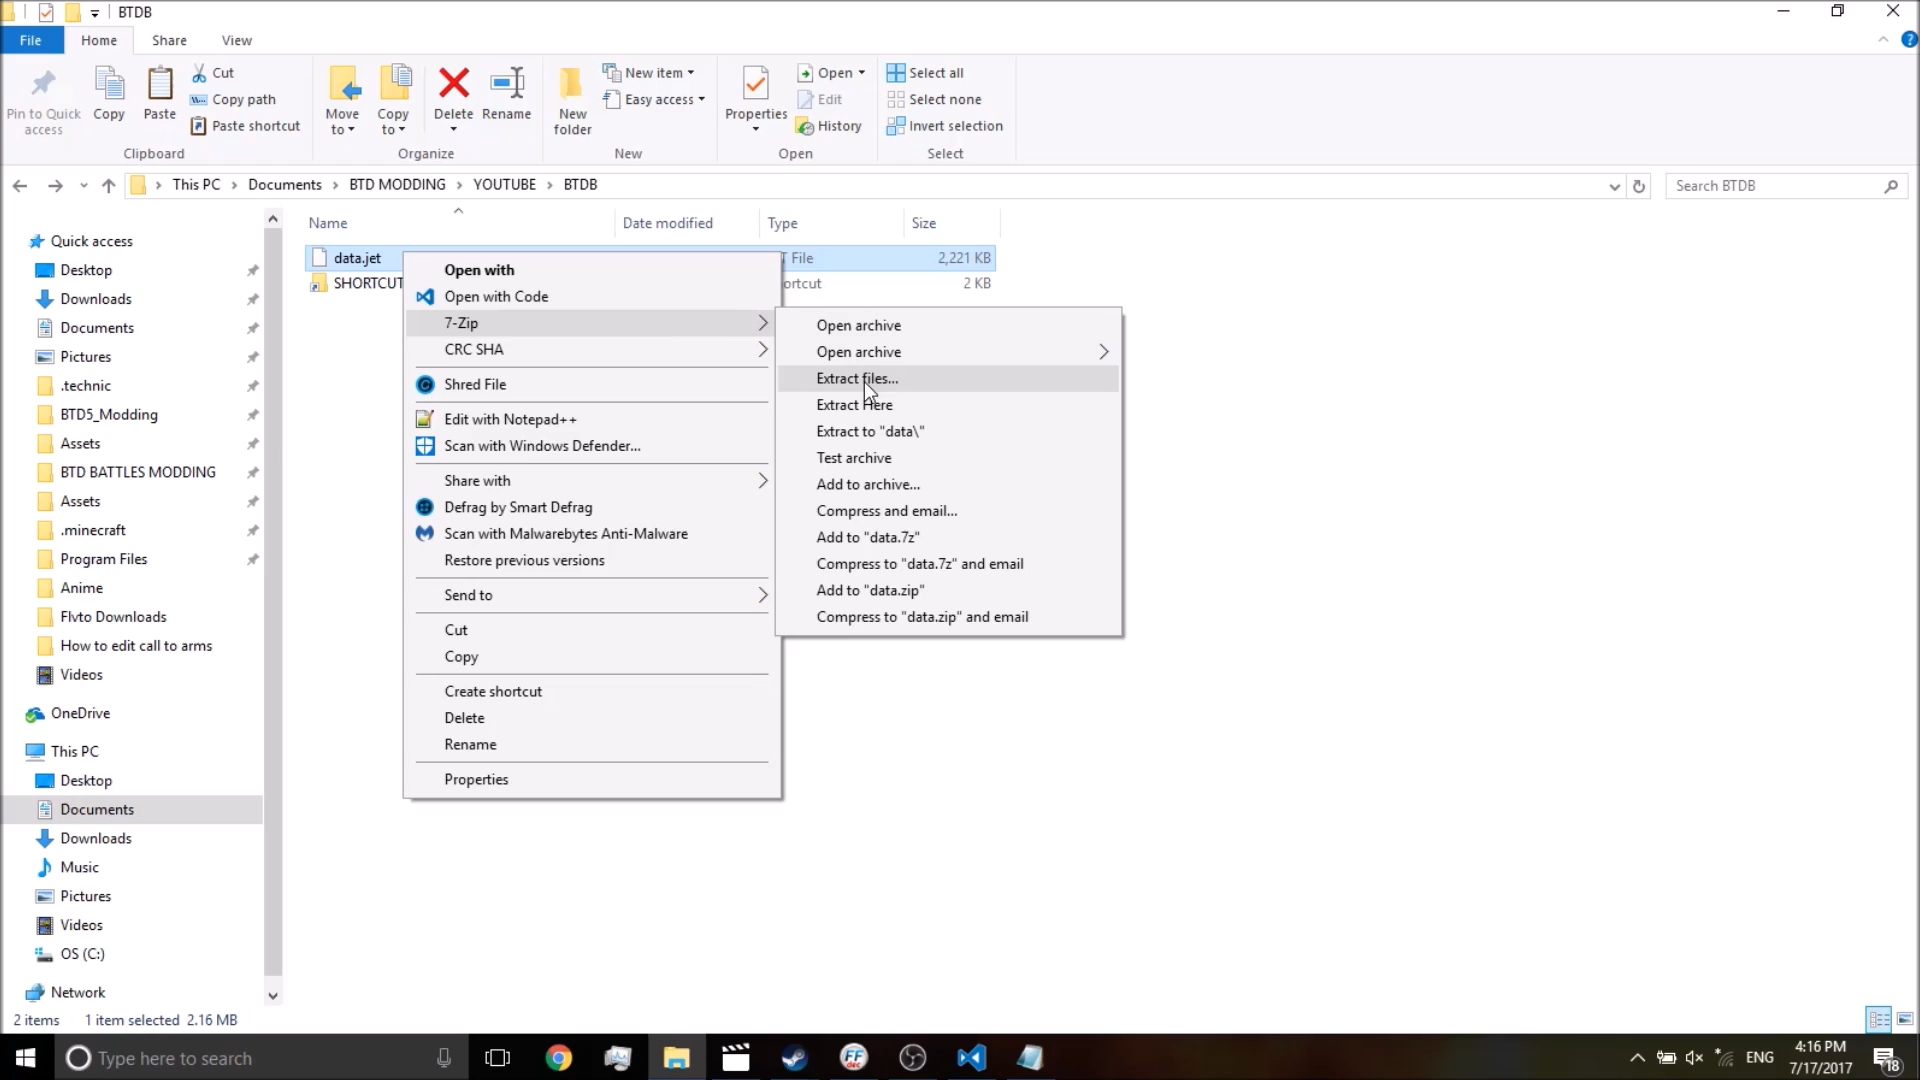 BTDB
File Home Share View
Pin to Quick access
Copy
Paste
Cut
Copy path
Paste shortcut
Clipboard
Move to
Copy to
Delete
Rename
Organize
New folder
New item
Easy access
New
Properties
Open
Edit
History
Open
Select all
Select none
Invert selection
Select
This PC Documents BTD MODDING YOUTUBE BTDB
Search BTDB
Name Date modified Type Size
data.jet T File 2,221 KB
SHORTCUT ortcut 2 KB
Quick access
Desktop
Downloads
Documents
Pictures
.technic
BTD5_Modding
Assets
BTD BATTLES MODDING
Assets
.minecraft
Program Files
Anime
Flvto Downloads
How to edit call to arms
Videos
OneDrive
This PC
Desktop
Documents
Downloads
Music
Pictures
Videos
OS (C:)
Network
Open with
Open with Code
7-Zip
CRC SHA
Shred File
Edit with Notepad++
Scan with Windows Defender...
Share with
Defrag by Smart Defrag
Scan with Malwarebytes Anti-Malware
Restore previous versions
Send to
Cut
Copy
Create shortcut
Delete
Rename
Properties
Open archive
Open archive
Extract files...
Extract Here
Extract to "data\"
Test archive
Add to archive...
Compress and email...
Add to "data.7z"
Compress to "data.7z" and email
Add to "data.zip"
Compress to "data.zip" and email
2 items 1 item selected 2.16 MB
Type here to search
FF
dec
ENG
4:16 PM
7/17/2017
18